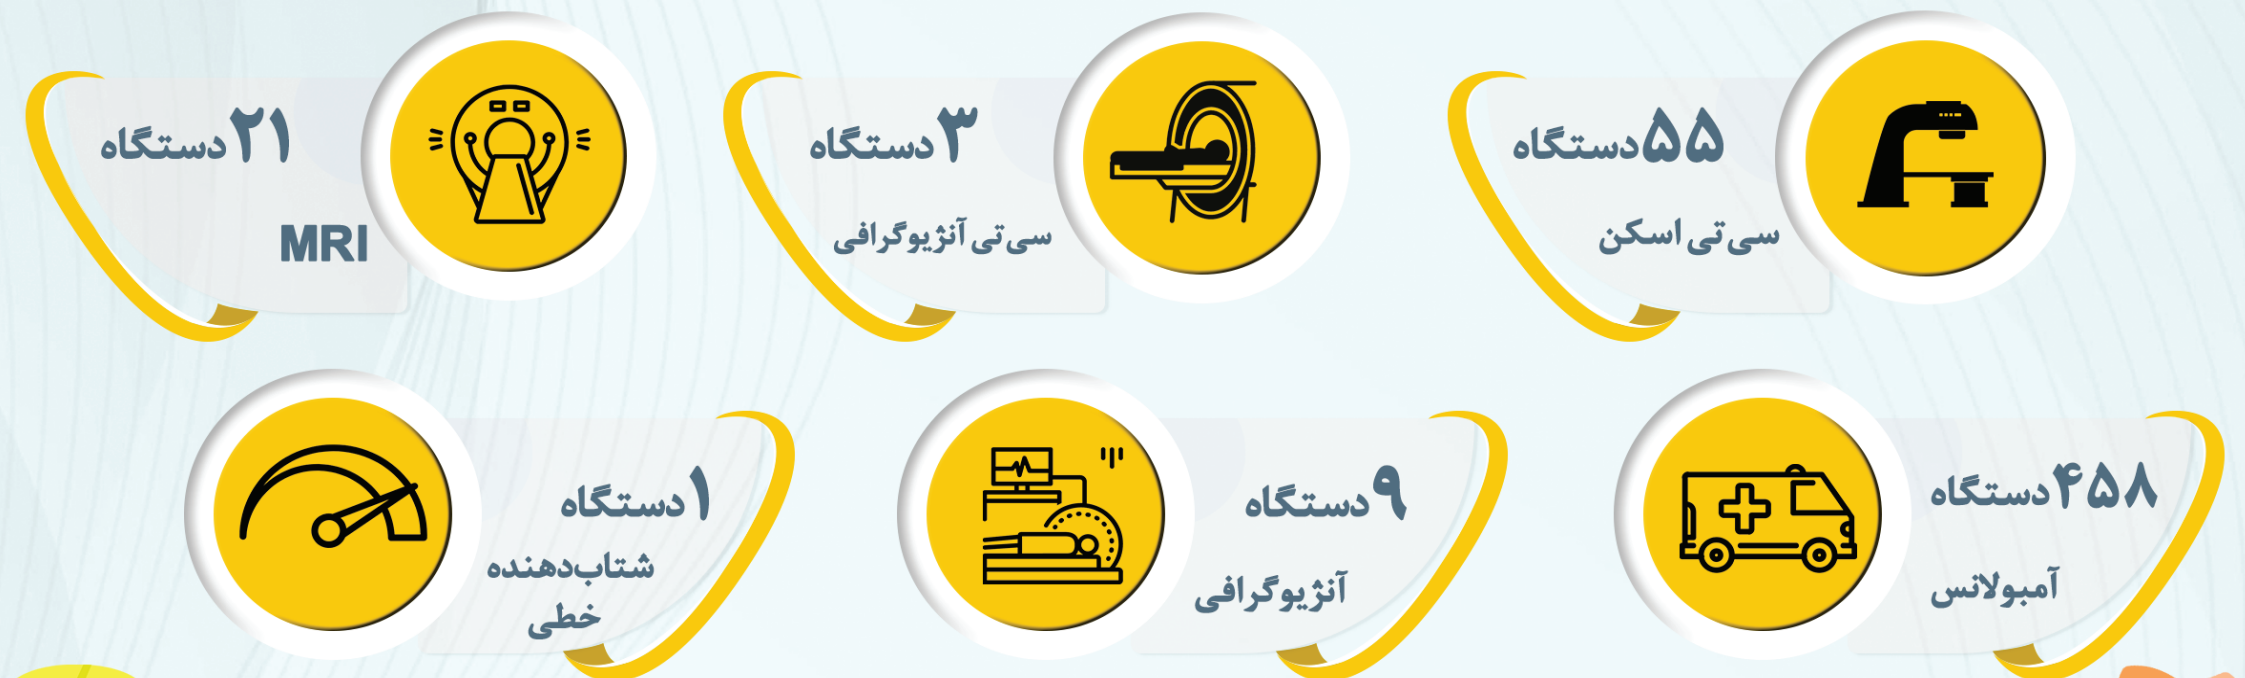 ۵۵دستگاه
سی‌تی اسکن
۳دستگاه
سی‌تی آنژیوگرافی
۲۱دستگاه
MRI
۴۵۸دستگاه
آمبولانس
۹دستگاه
آنژیوگرافی
۱دستگاه
شتاب‌دهنده
خطی